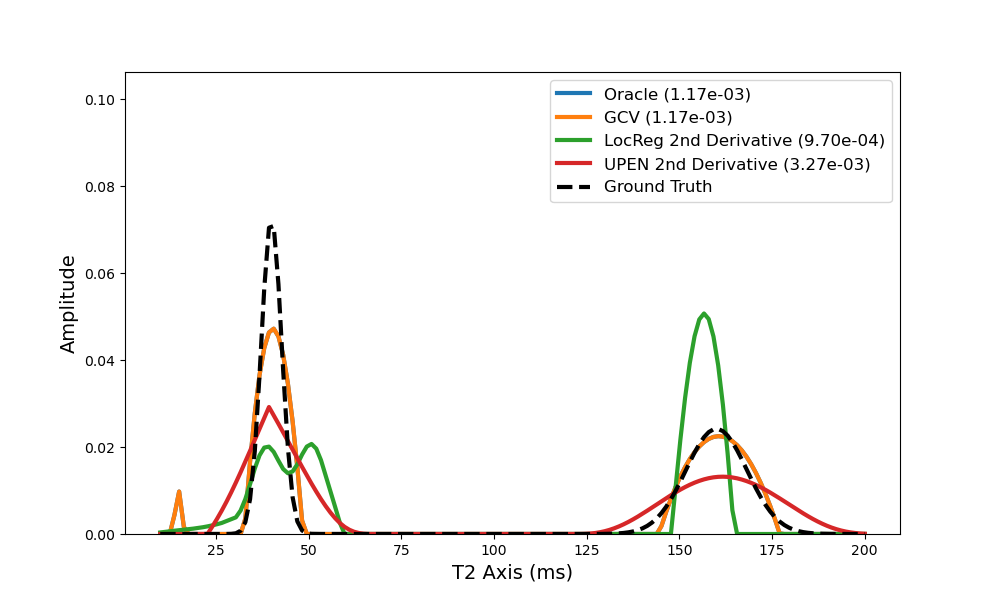 Oracle (1.17e-03)
GCV (1.17e-03)
LocReg 2nd Derivative (9.70e-04)
UPEN 2nd Derivative (3.27e-03)
Ground Truth
0.10
0.08
0.06
0.04
0.02
0.00
Amplitude
25 50 75 100 125 150 175 200
T2 Axis (ms)